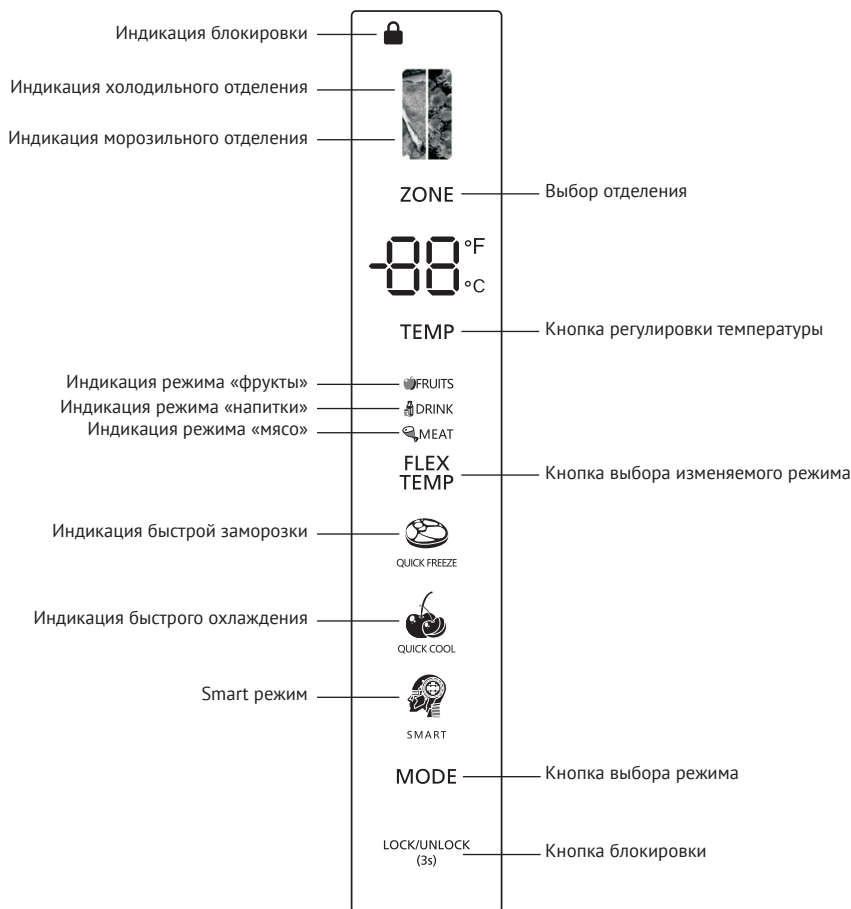 Индикация блокировки
Индикация холодильного отделения
Индикация морозильного отделения
ZONE
Выбор отделения
-88 °F
°C
TEMP
Кнопка регулировки температуры
Индикация режима «фрукты»
FRUITS
Индикация режима «напитки»
DRINK
Индикация режима «мясо»
MEAT
FLEX
TEMP
Кнопка выбора изменяемого режима
Индикация быстрой заморозки
QUICK FREEZE
Индикация быстрого охлаждения
QUICK COOL
Smart режим
SMART
MODE
Кнопка выбора режима
LOCK/UNLOCK
(3s)
Кнопка блокировки